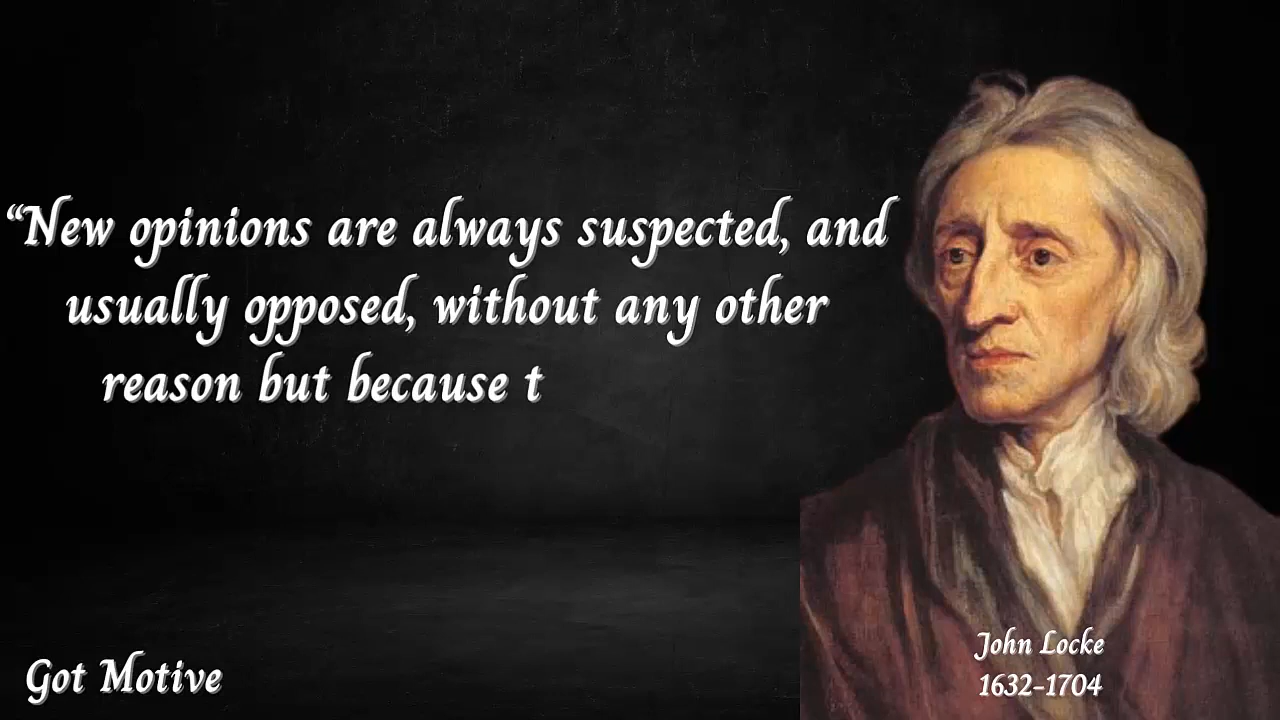 “New opinions are always suspected, and
usually opposed, without any other
reason but because t
John Locke
1632-1704
Got Motive